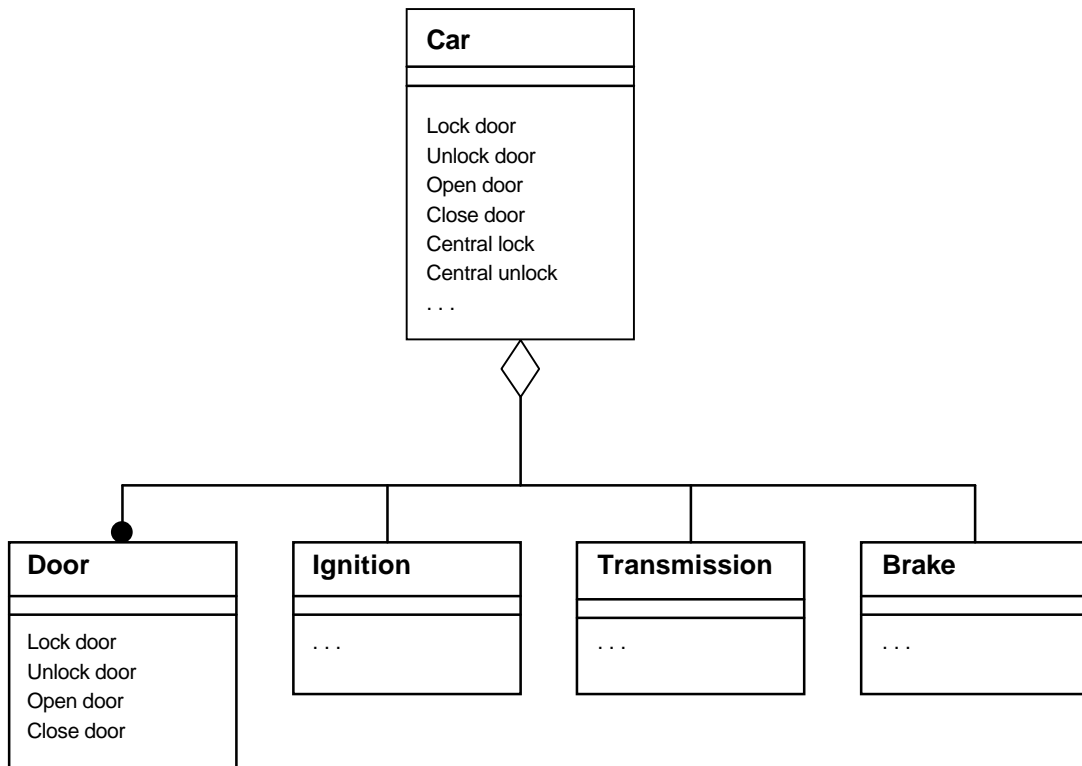 Car
Lock door
Unlock door
Open door
Close door
Central lock
Central unlock
. . .
Door
Lock door
Unlock door
Open door
Close door
Ignition
. . .
Transmission
. . .
Brake
. . .